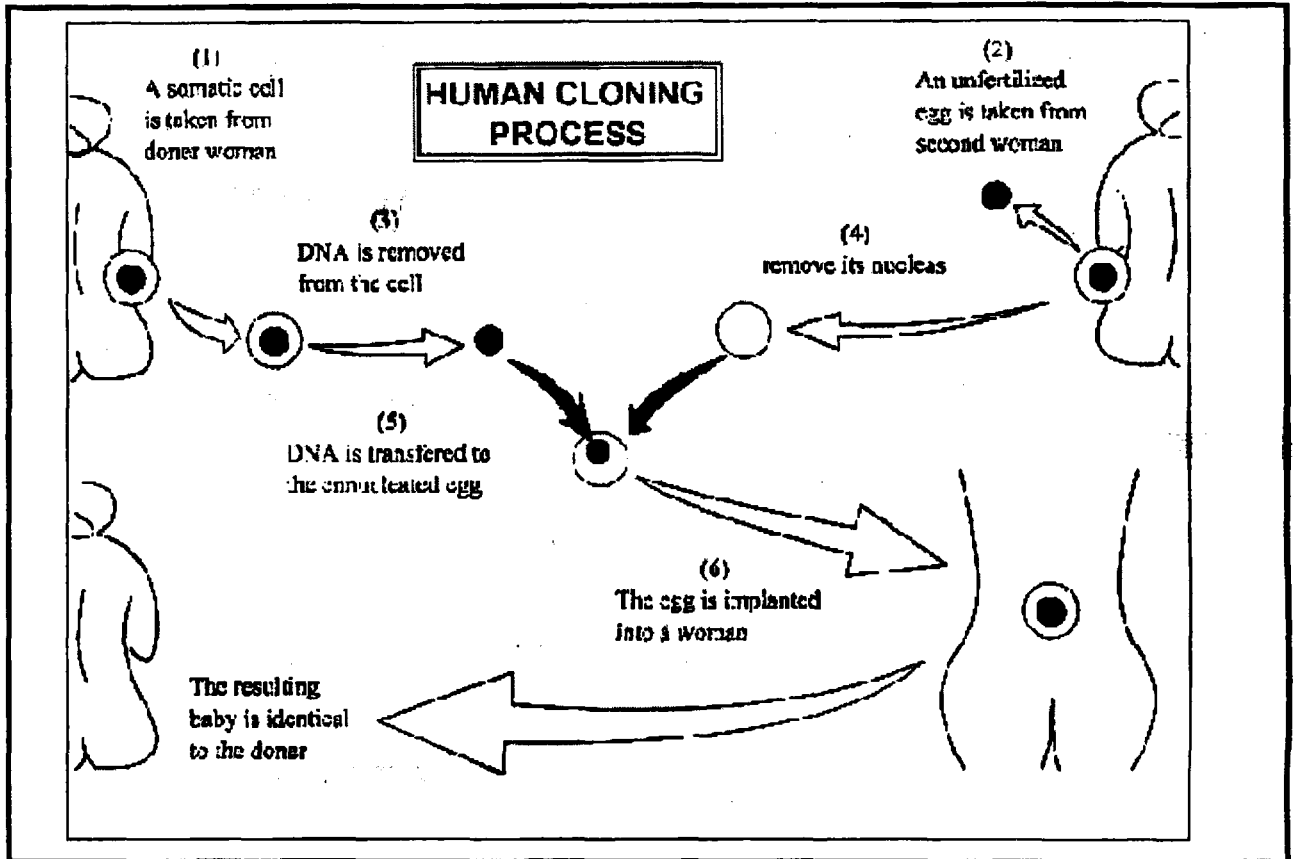 HUMAN CLONING
PROCESS
(1)
A somatic cell
is taken from
doner woman
(2)
An unfertilized
egg is taken from
second woman
(3)
DNA is removed
from the cell
(4)
remove its nucleas
(5)
DNA is transfered to
the ennucleated egg
(6)
The egg is implanted
into a woman
The resulting
baby is identical
to the doner